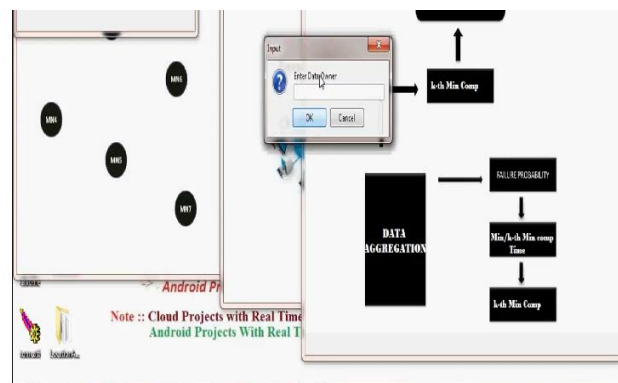 Input
Enter DataOwner
OK
Cancel
k-th Min Comp
MN6
MN4
MN5
MN7
DATA
AGGREGATION
FAILURE PROBABILITY
Min/k-th Min comp
Time
k-th Min Comp
Android Pr
Note :: Cloud Projects with Real Time
Android Projects With Real T